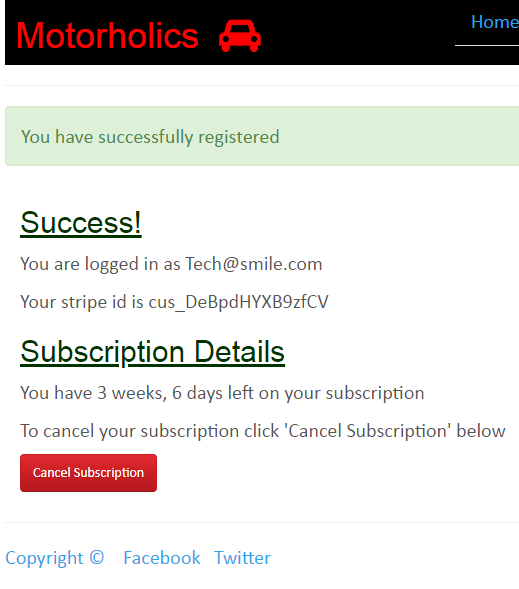 Motorholics
Home
You have successfully registered
Success!
You are logged in as Tech@smile.com
Your stripe id is cus_DeBpdHYXB9zfCV
Subscription Details
You have 3 weeks, 6 days left on your subscription
To cancel your subscription click 'Cancel Subscription' below
Cancel Subscription
Copyright © Facebook Twitter